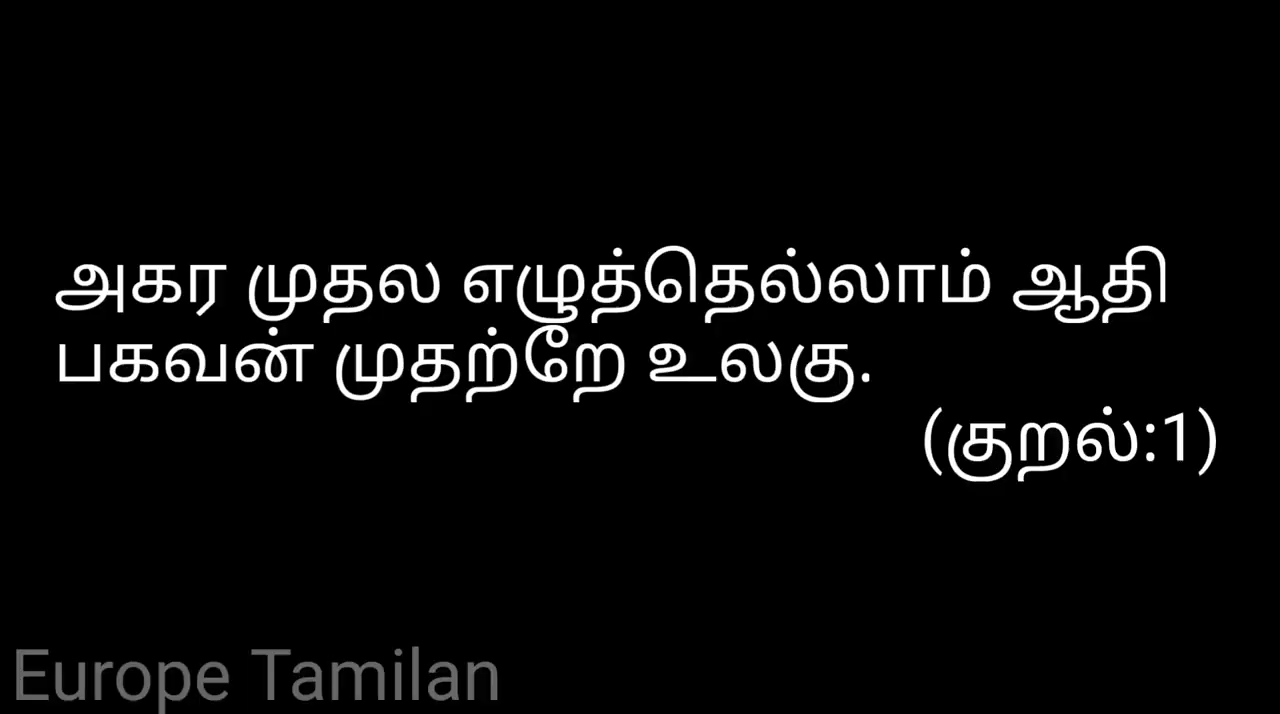 அகர முதல எழுத்தெல்லாம் ஆதி
பகவன் முதற்றே உலகு.
(குறல்:1)
Europe Tamilan